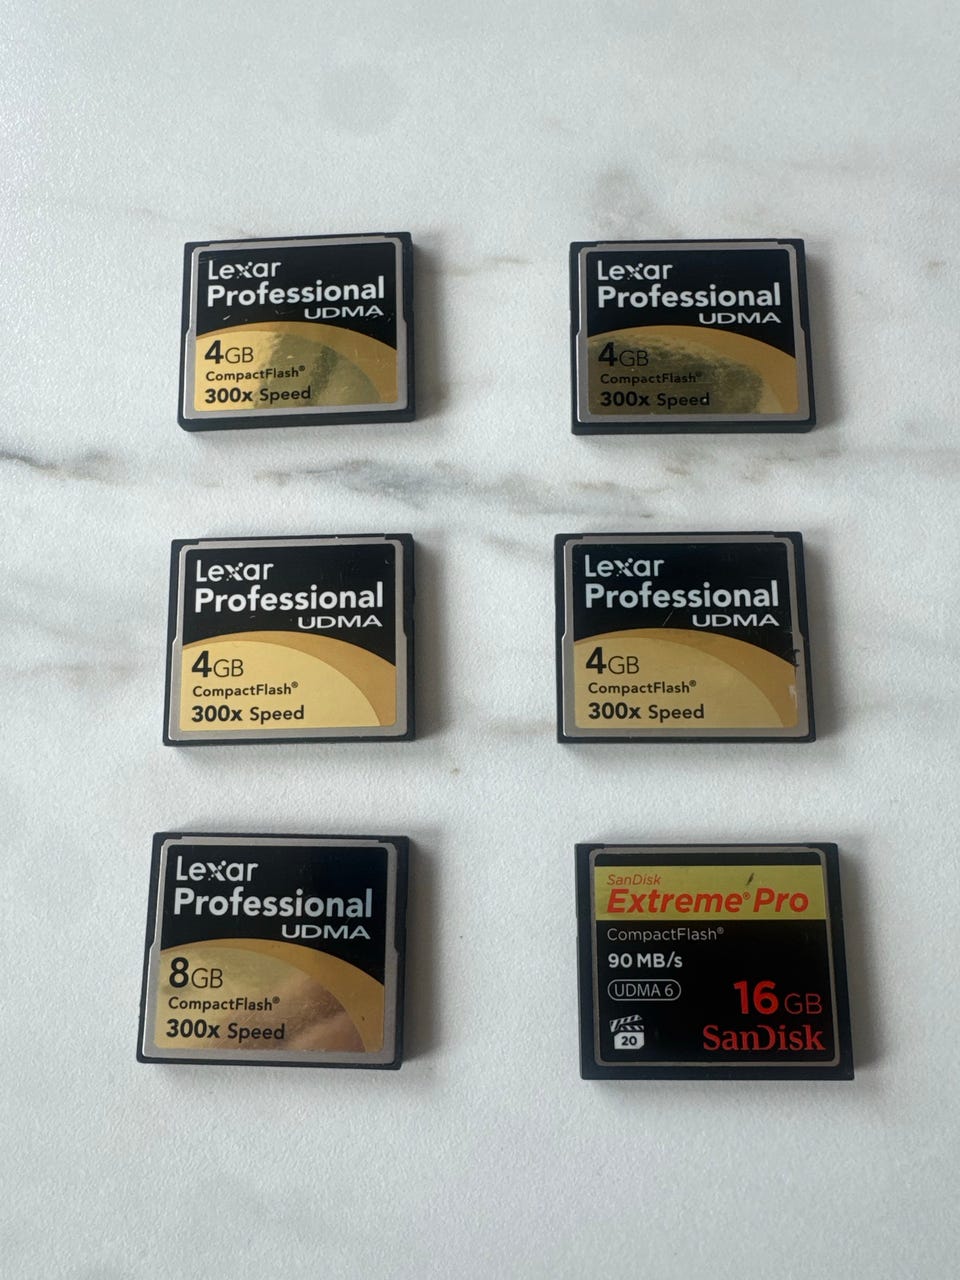 Lexar
Professional
UDMA
4GB
CompactFlash®
300x Speed
Lexar
Professional
UDMA
4GB
CompactFlash®
300x Speed
Lexar
Professional
UDMA
4GB
CompactFlash®
300x Speed
Lexar
Professional
UDMA
4GB
CompactFlash®
300x Speed
Lexar
Professional
UDMA
8GB
CompactFlash®
300x Speed
SanDisk
Extreme® Pro
CompactFlash®
90 MB/s
UDMA 6
16 GB
20
SanDisk